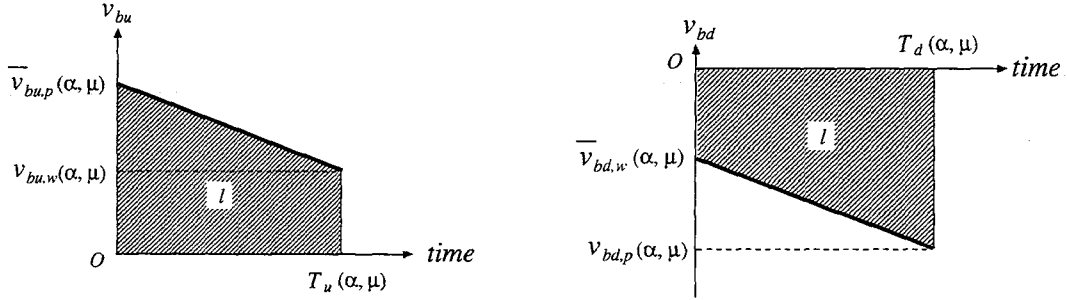 v_bu
v̄_bu,p(α, μ)
v_bu,w(α, μ)
l
O
time
T_u(α, μ)
v_bd
T_d(α, μ)
O
time
l
v̄_bd,w(α, μ)
v_bd,p(α, μ)